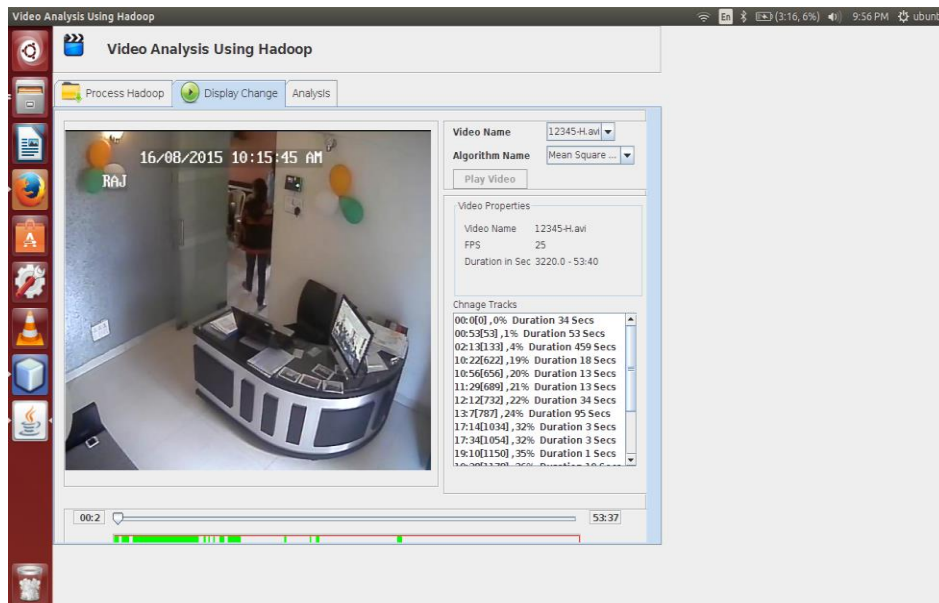 Video Analysis Using Hadoop
En (3:16, 6%) 9:56 PM ubunt
Video Analysis Using Hadoop
Process Hadoop Display Change Analysis
16/08/2015 10:15:45 AM
RAJ
Video Name 12345-H.avi
Algorithm Name Mean Square ...
Play Video
Video Properties
Video Name 12345-H.avi
FPS 25
Duration in Sec 3220.0 - 53:40
Chnage Tracks
00:0[0] ,0% Duration 34 Secs
00:53[53] ,1% Duration 53 Secs
02:13[133] ,4% Duration 459 Secs
10:22[622] ,19% Duration 18 Secs
10:56[656] ,20% Duration 13 Secs
11:29[689] ,21% Duration 13 Secs
12:12[732] ,22% Duration 34 Secs
13:7[787] ,24% Duration 95 Secs
17:14[1034] ,32% Duration 3 Secs
17:34[1054] ,32% Duration 3 Secs
19:10[1150] ,35% Duration 1 Secs
00:2 53:37